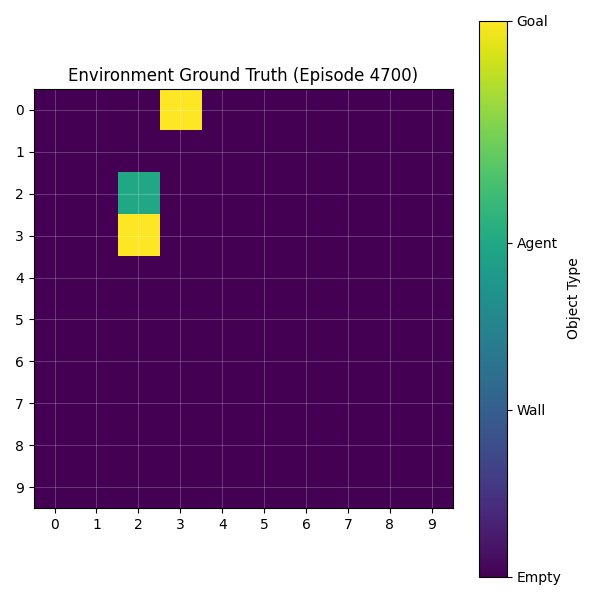 Environment Ground Truth (Episode 4700)
Goal
Agent
Wall
Empty
Object Type
0
1
2
3
4
5
6
7
8
9
0 1 2 3 4 5 6 7 8 9